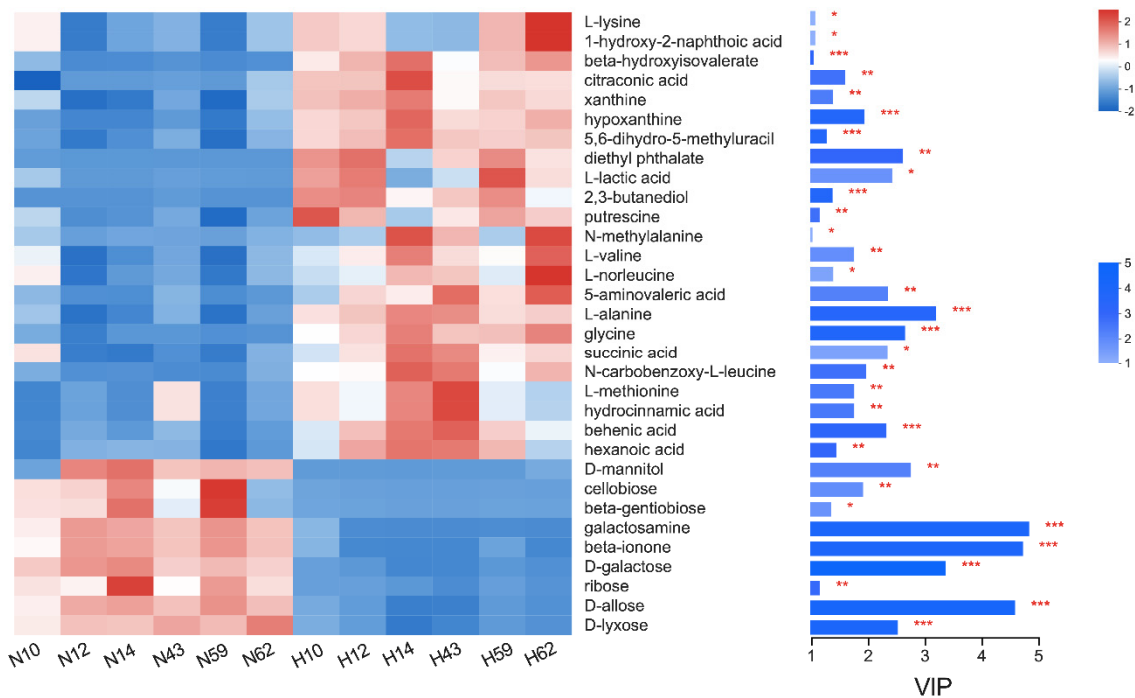 L-lysine *
1-hydroxy-2-naphthoic acid *
beta-hydroxyisovalerate ***
citraconic acid **
xanthine **
hypoxanthine ***
5,6-dihydro-5-methyluracil ***
diethyl phthalate **
L-lactic acid *
2,3-butanediol ***
putrescine **
N-methylalanine *
L-valine **
L-norleucine *
5-aminovaleric acid **
L-alanine ***
glycine ***
succinic acid *
N-carbobenzoxy-L-leucine **
L-methionine **
hydrocinnamic acid **
behenic acid ***
hexanoic acid **
D-mannitol **
cellobiose **
beta-gentiobiose *
galactosamine ***
beta-ionone ***
D-galactose ***
ribose **
D-allose ***
D-lyxose ***
N10 N12 N14 N43 N59 N62 H10 H12 H14 H43 H59 H62
1 2 3 4 5
VIP
2
1
0
-1
-2
5
4
3
2
1